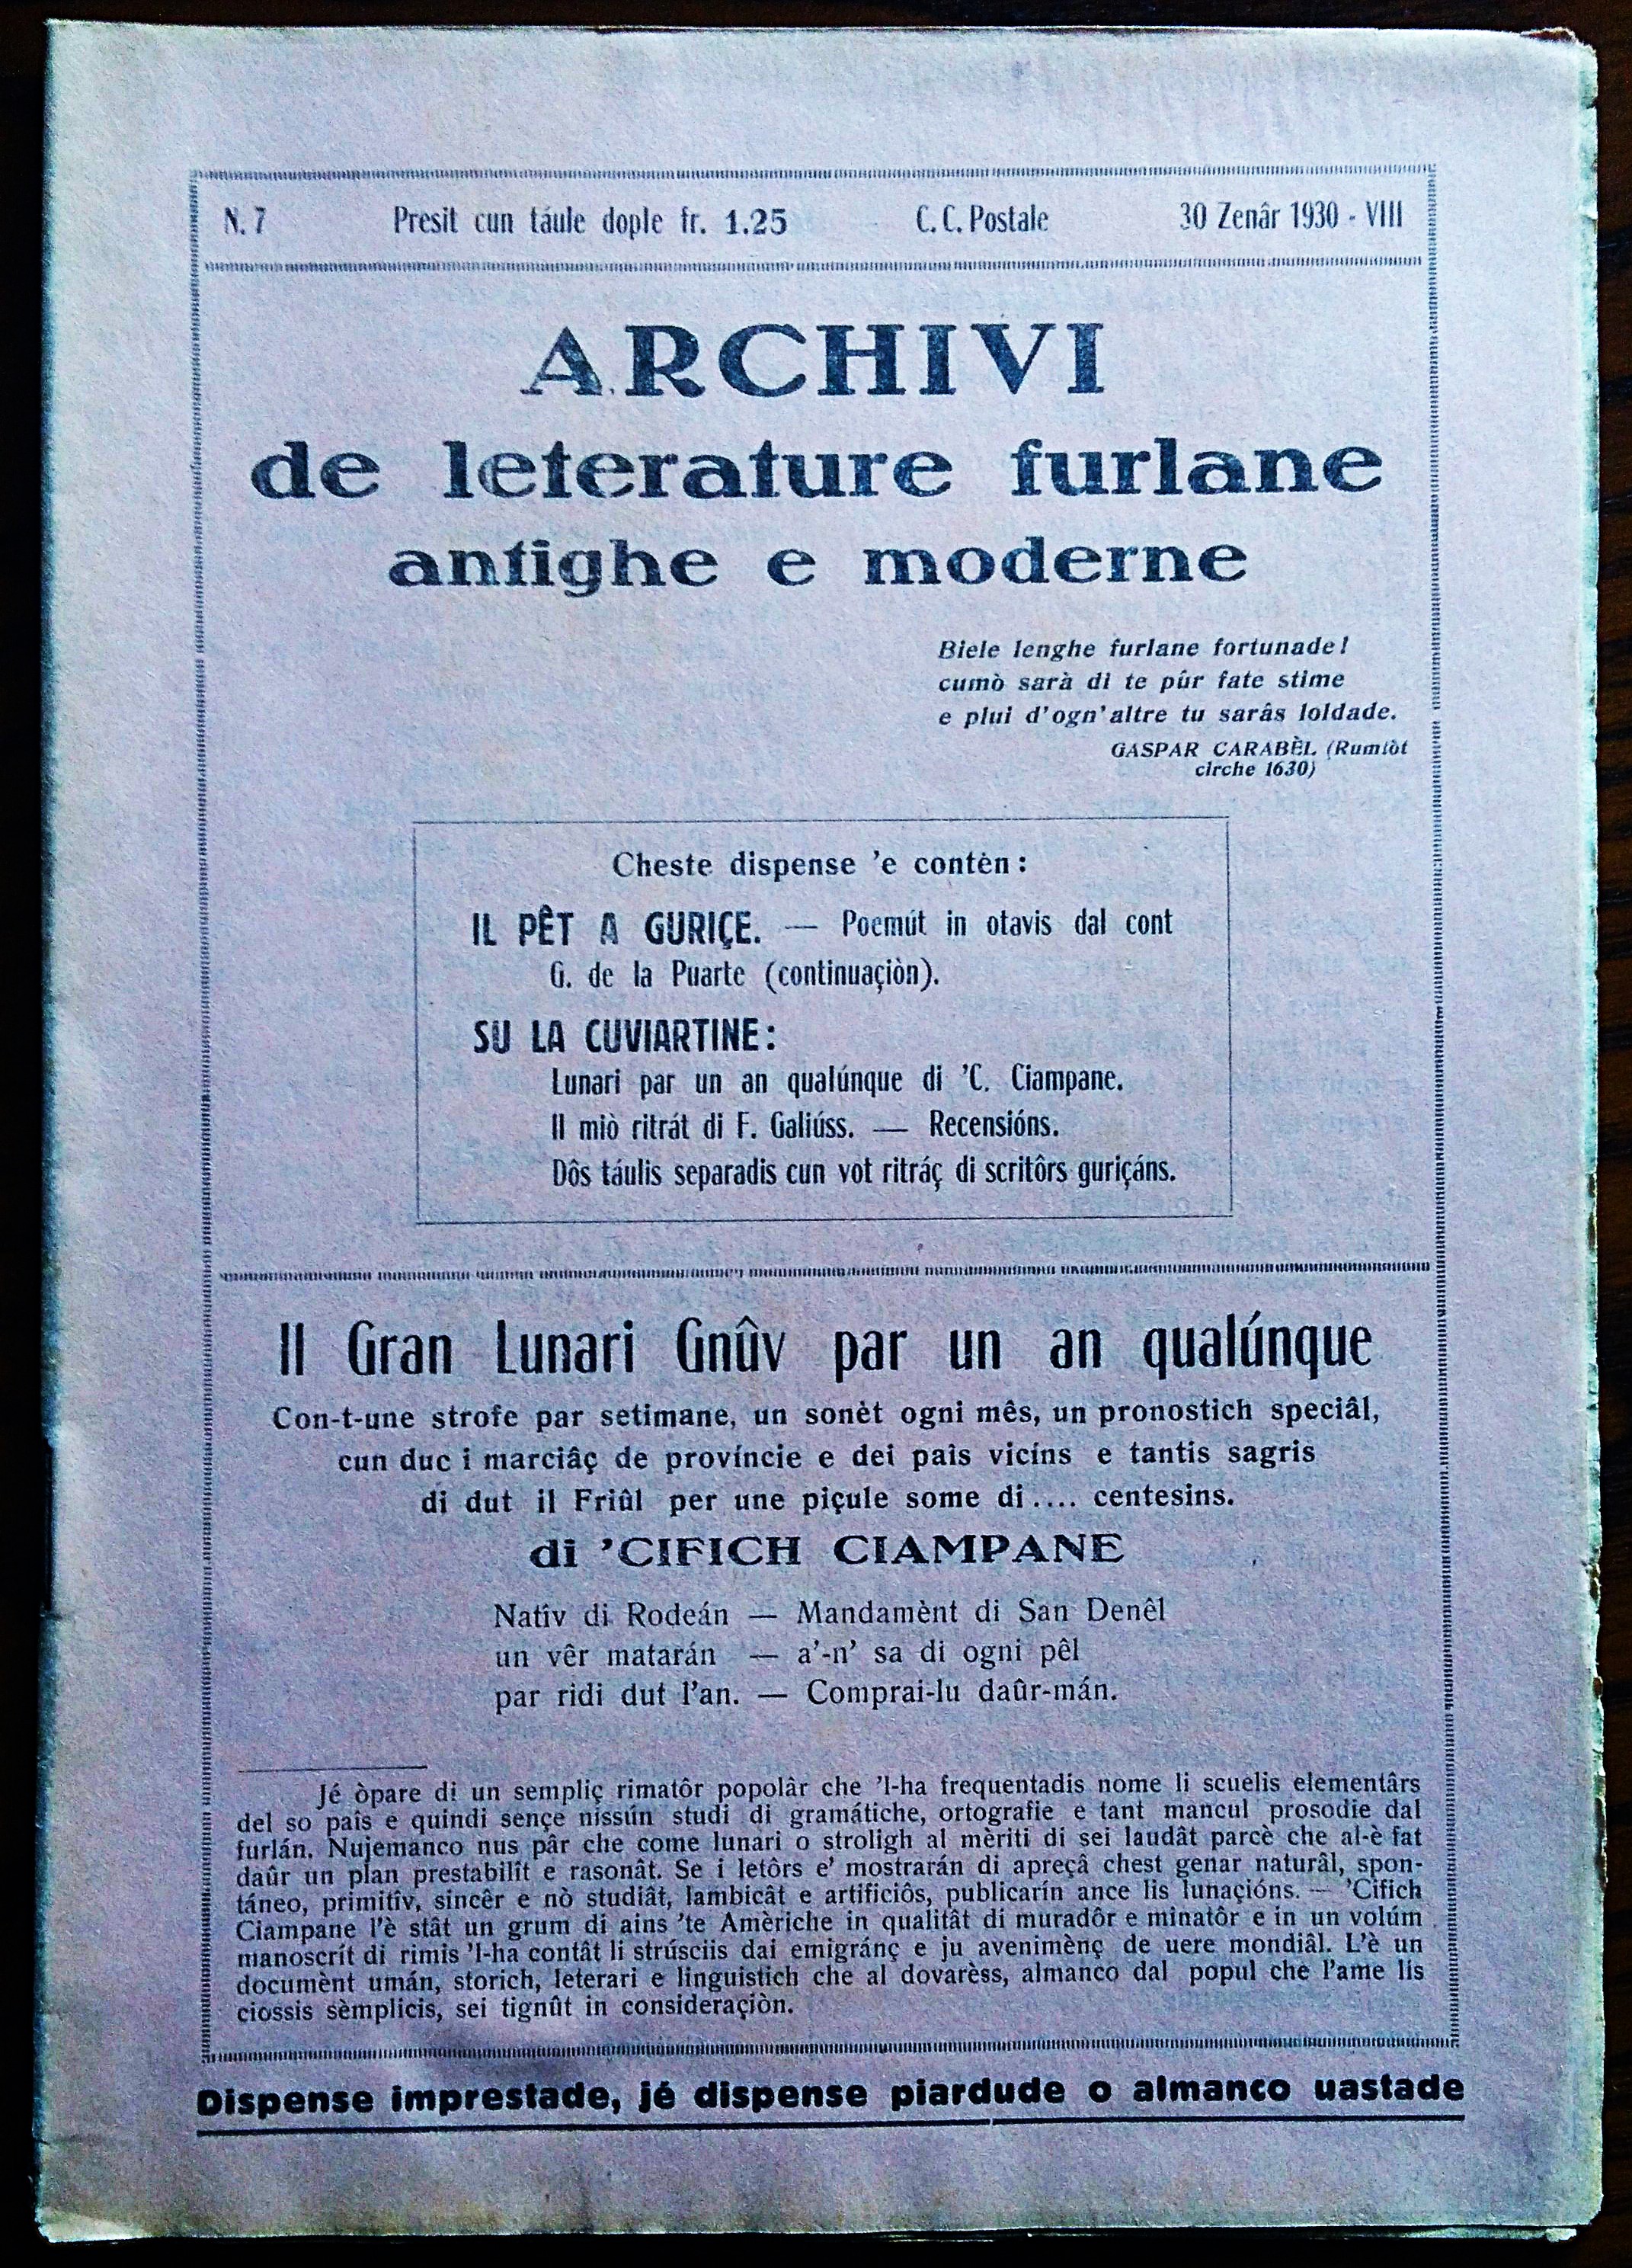 N. 7 Presit cun táule dople fr. 1.25 C. C. Postale 30 Zenâr 1930 - VIII
ARCHIVI
de leterature furlane
antighe e moderne
Biele lenghe furlane fortunade!
cumò sarà di te pûr fate stime
e plui d'ogn'altre tu sarâs loldade.
GASPAR CARABÈL (Rumiòt
cirche 1630)
Cheste dispense 'e contèn:
IL PÊT A GURIÇE. — Poemút in otavis dal cont
G. de la Puarte (continuaçiòn).
SU LA CUVIARTINE:
Lunari par un an qualúnque di 'C. Ciampane.
Il miò ritrát di F. Galiúss. — Recensións.
Dôs táulis separadis cun vot ritráç di scritôrs guriçáns.
Il Gran Lunari Gnûv par un an qualúnque
Con-t-une strofe par setimane, un sonèt ogni mês, un pronostich speciâl,
cun duc i marciâç de províncie e dei paìs vicíns e tantis sagris
di dut il Friûl per une piçule some di.... centesins.
di 'CIFICH CIAMPANE
Natîv di Rodeán — Mandamènt di San Denêl
un vêr matarán — a'-n' sa di ogni pêl
par ridi dut l'an. — Comprai-lu daûr-mán.
Jé òpare di un sempliç rimatôr popolâr che 'l-ha frequentadis nome li scuelis elementârs
del so paîs e quindi sençe nissún studi di gramátiche, ortografie e tant mancul prosodie dal
furlán. Nujemanco nus pâr che come lunari o stroligh al mèriti di sei laudât parcè che al-è fat
daûr un plan prestabilît e rasonât. Se i letôrs e' mostrarán di apreçâ chest genar naturâl, spon-
táneo, primitîv, sincêr e nò studiât, lambicât e artificiôs, publicarín ance lis lunaçións. — 'Cifich
Ciampane l'è stât un grum di ains 'te Amèriche in qualitât di muradôr e minatôr e in un volúm
manoscrít di rimis 'l-ha contât li strúsciis dai emigránç e ju avenimènç de uere mondiâl. L'è un
documènt umán, storich, leterari e linguistich che al dovarèss, almanco dal popul che l'ame lis
ciossis sèmplicis, sei tignût in consideraçiòn.
Dispense imprestade, jé dispense piardude o almanco uastade